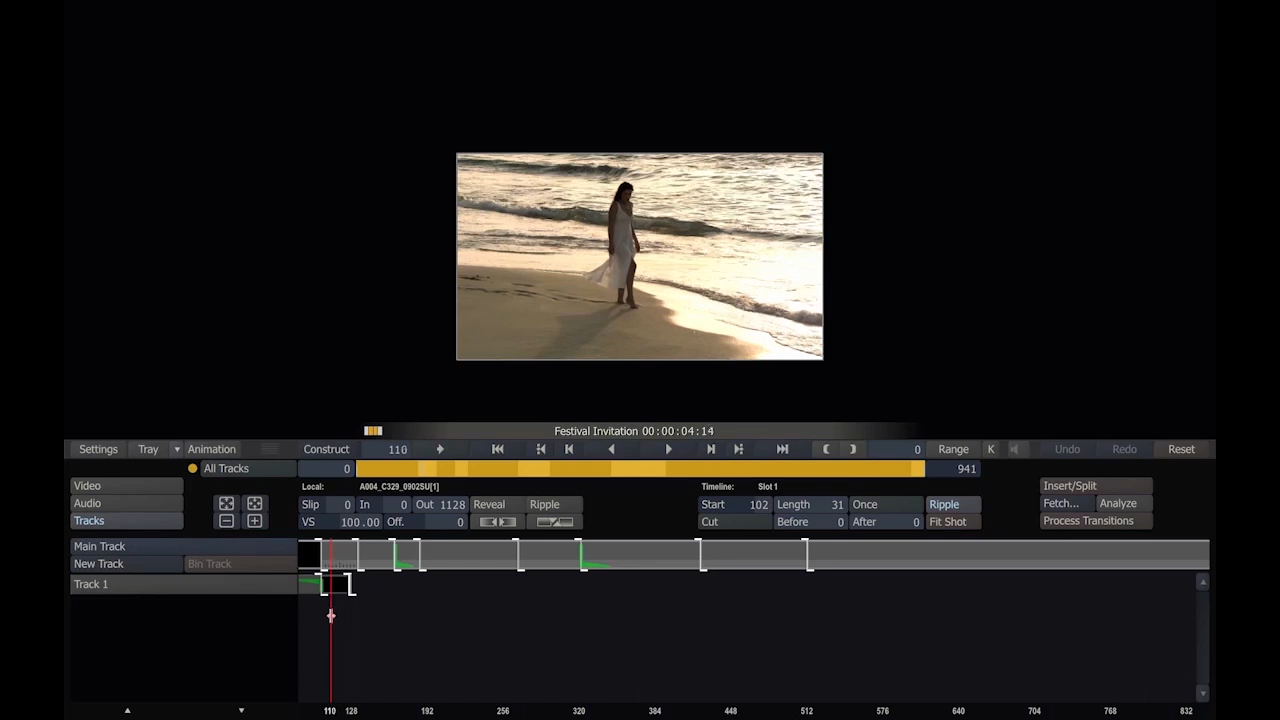 Festival Invitation 00:00:04:14
Settings Tray Animation Construct 110 0 Range K Undo Redo Reset
All Tracks 0 941
Video Local: A004_C329_0902SU[1] Timeline: Slot 1 Insert/Split
Audio Slip 0 In 0 Out 1128 Reveal Ripple Start 102 Length 31 Once Ripple Fetch... Analyze
Tracks VS 100.00 Off. 0 Cut Before 0 After 0 Fit Shot Process Transitions
Main Track
New Track Bin Track
Track 1
110 128 192 256 320 384 448 512 576 640 704 768 832